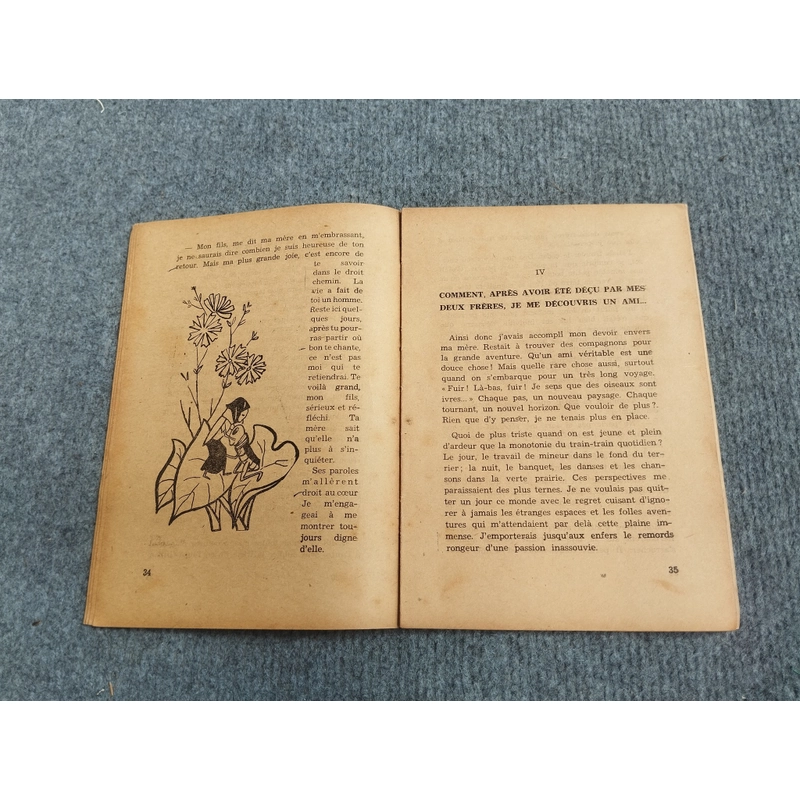 — Mon fils, me dit ma mère en m'embrassant,
je ne saurais dire combien je suis heureuse de ton
retour. Mais ma plus grande joie, c'est encore de
te savoir
dans le droit
chemin. La
vie a fait de
toi un homme.
Reste ici quel-
ques jours,
après tu pour-
ras partir où
bon te chante,
ce n'est pas
moi qui te
retiendrai. Te
voilà grand,
mon fils,
sérieux et ré-
fléchi. Ta
mère sait
qu'elle n'a
plus à s'in-
quiéter.
Ses paroles
m'allèrent
droit au cœur
Je m'enga-
geai à me
montrer tou-
jours digne
d'elle.
34
IV
COMMENT, APRÈS AVOIR ÉTÉ DÉÇU PAR MES
DEUX FRÈRES, JE ME DÉCOUVRIS UN AMI...
Ainsi donc j'avais accompli mon devoir envers
ma mère. Restait à trouver des compagnons pour
la grande aventure. Qu'un ami véritable est une
douce chose! Mais quelle rare chose aussi, surtout
quand on s'embarque pour un très long voyage.
« Fuir! Là-bas, fuir! Je sens que des oiseaux sont
ivres...» Chaque pas, un nouveau paysage. Chaque
tournant, un nouvel horizon. Que vouloir de plus?.
Rien que d'y penser, je ne tenais plus en place.
Quoi de plus triste quand on est jeune et plein
d'ardeur que la monotonie du train-train quotidien?
Le jour, le travail de mineur dans le fond du ter-
rier; la nuit, le banquet, les danses et les chan-
sons dans la verte prairie. Ces perspectives me
paraissaient des plus ternes. Je ne voulais pas quit-
ter un jour ce monde avec le regret cuisant d'igno-
rer à jamais les étranges espaces et les folles aven-
tures qui m'attendaient par delà cette plaine im-
mense. J'emporterais jusqu'aux enfers le remords
rongeur d'une passion inassouvie.
35